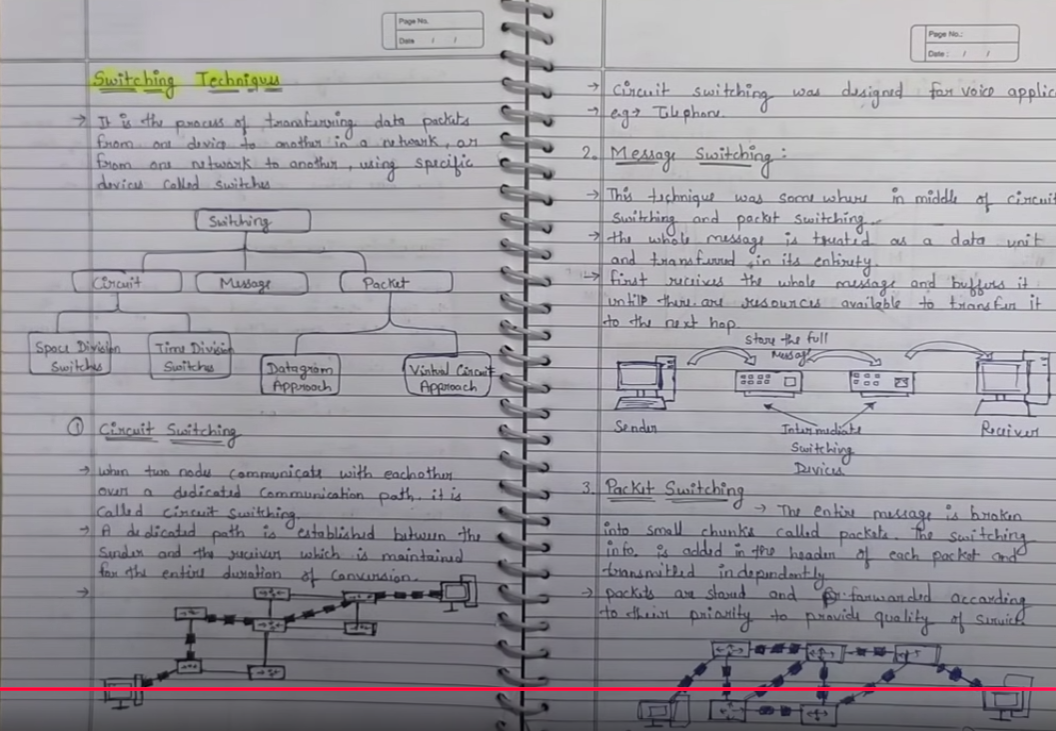 Page No.
Date / /
Switching Techniques
→ It is the process of transferring data packets
from one device to another in a network, or
from one network to another, using specific
devices called switches
Switching
Circuit
Message
Packet
Space Division
Switches
Time Division
Switches
Datagram
Approach
Virtual Circuit
Approach
① Circuit Switching
→ when two nodes communicate with eachother
over a dedicated communication path. it is
called circuit switching.
→ A dedicated path is established between the
Sender and the receiver which is maintained
for the entire duration of conversion.
→
Page No.:
Date: / /
→ Circuit switching was designed for voice applic
→ eg→ Telephone.
2. Message Switching:
→ This technique was some where in middle of circuit
switching and packet switching.
→ the whole message is treated as a data unit
and transferred in its entirety.
→ first receives the whole message and buffers it
until there are resources available to transfer it
to the next hop.
store the full
Message
Sender
Intermediate
Switching
Devices
Receiver
3. Packet Switching
→ The entire message is broken
into small chunks called packets. The switching
info. is added in the header of each packet and
transmitted independently
→ packets are stored and forwarded according
to their priority to provide quality of service.